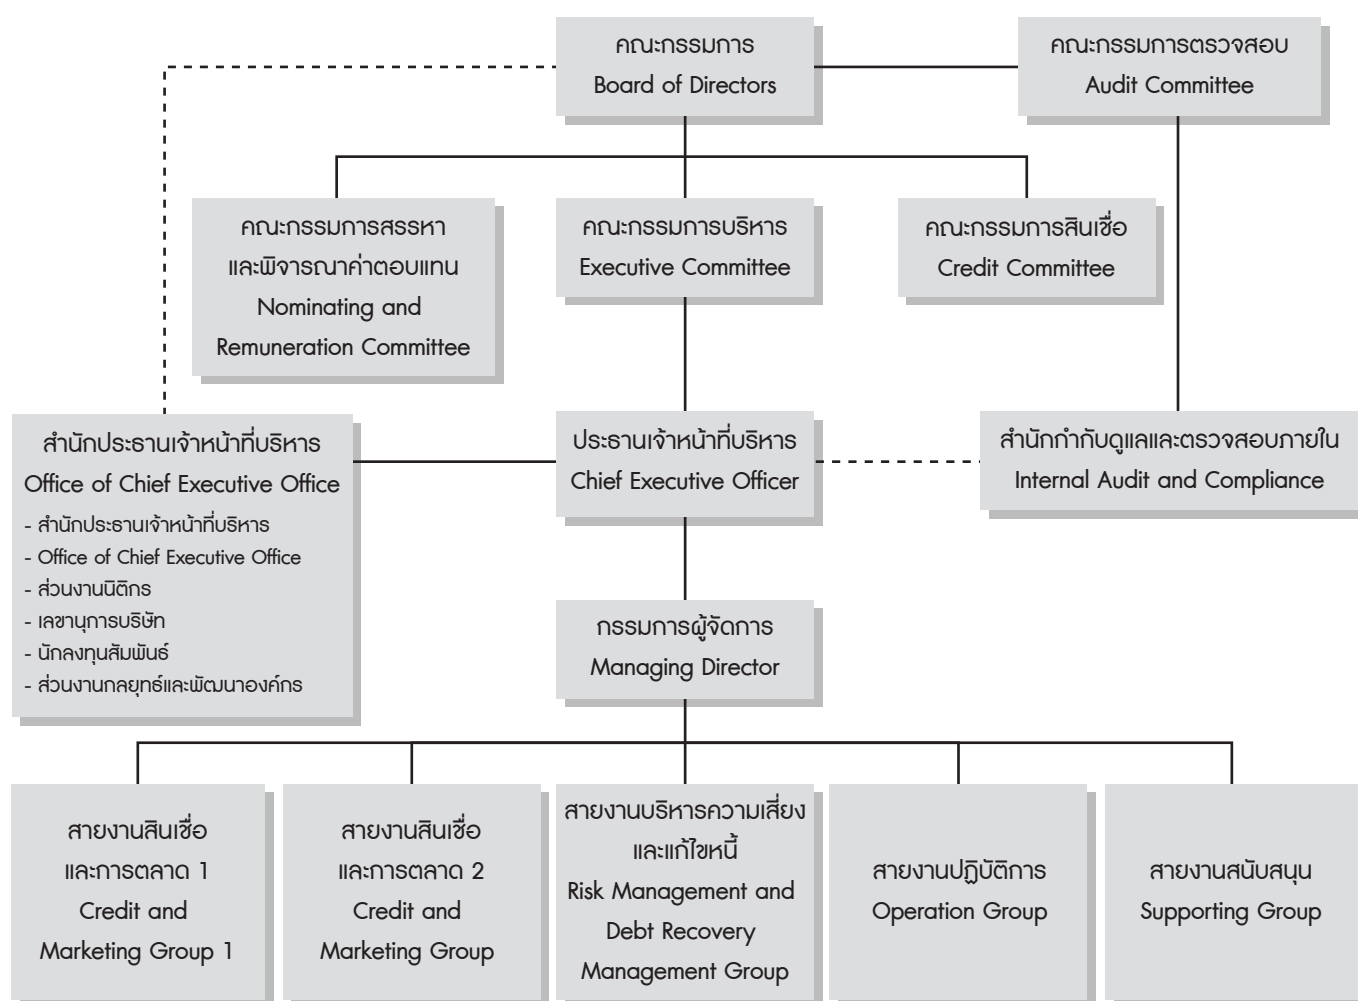 คณะกรรมการ
Board of Directors
คณะกรรมการตรวจสอบ
Audit Committee
คณะกรรมการสรรหา
และพิจารณาค่าตอบแทน
Nominating and
Remuneration Committee
คณะกรรมการบริหาร
Executive Committee
คณะกรรมการสินเชื่อ
Credit Committee
สำนักประธานเจ้าหน้าที่บริหาร
Office of Chief Executive Office
- สำนักประธานเจ้าหน้าที่บริหาร
- Office of Chief Executive Office
- ส่วนงานนิติกร
- เลขานุการบริษัท
- นักลงทุนสัมพันธ์
- ส่วนงานกลยุทธ์และพัฒนาองค์กร
ประธานเจ้าหน้าที่บริหาร
Chief Executive Officer
สำนักกำกับดูแลและตรวจสอบภายใน
Internal Audit and Compliance
กรรมการผู้จัดการ
Managing Director
สายงานสินเชื่อ
และการตลาด 1
Credit and
Marketing Group 1
สายงานสินเชื่อ
และการตลาด 2
Credit and
Marketing Group
สายงานบริหารความเสี่ยง
และแก้ไขหนี้
Risk Management and
Debt Recovery
Management Group
สายงานปฏิบัติการ
Operation Group
สายงานสนับสนุน
Supporting Group